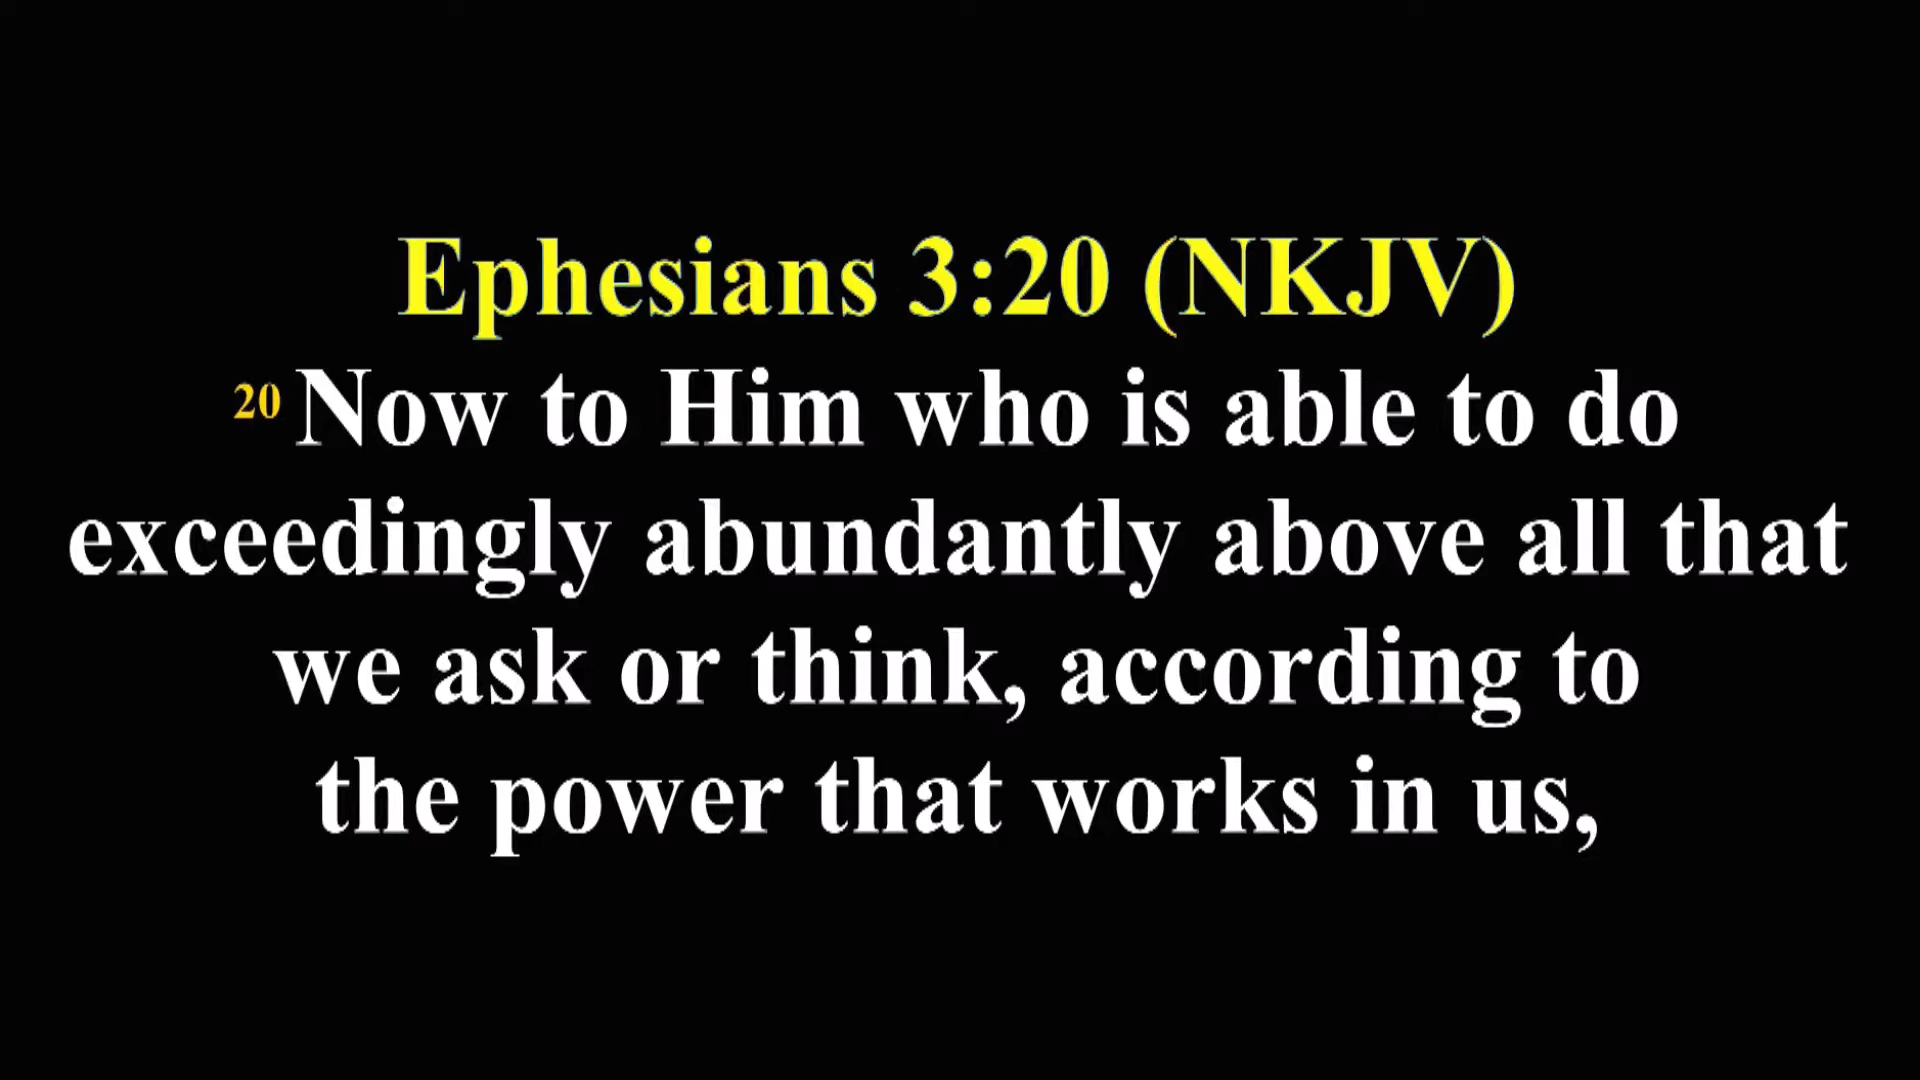 Ephesians 3:20 (NKJV)
20 Now to Him who is able to do
exceedingly abundantly above all that
we ask or think, according to
the power that works in us,